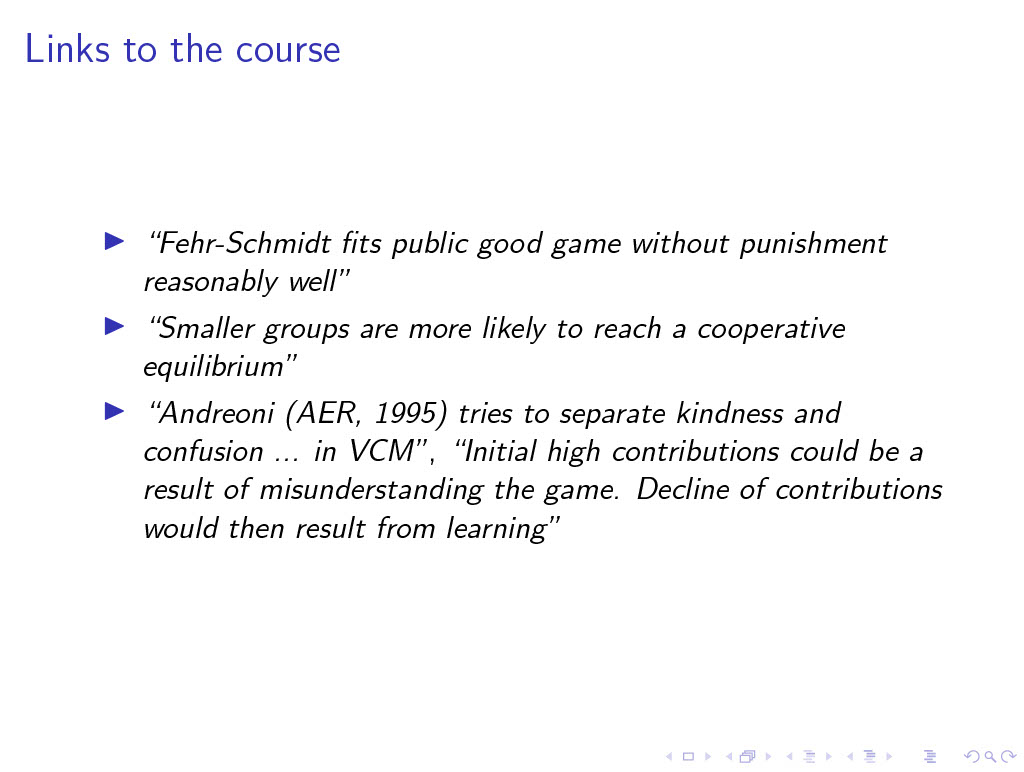 Links to the course
“Fehr-Schmidt fits public good game without punishment
reasonably well”
“Smaller groups are more likely to reach a cooperative
equilibrium”
“Andreoni (AER, 1995) tries to separate kindness and
confusion ... in VCM”, “Initial high contributions could be a
result of misunderstanding the game. Decline of contributions
would then result from learning”